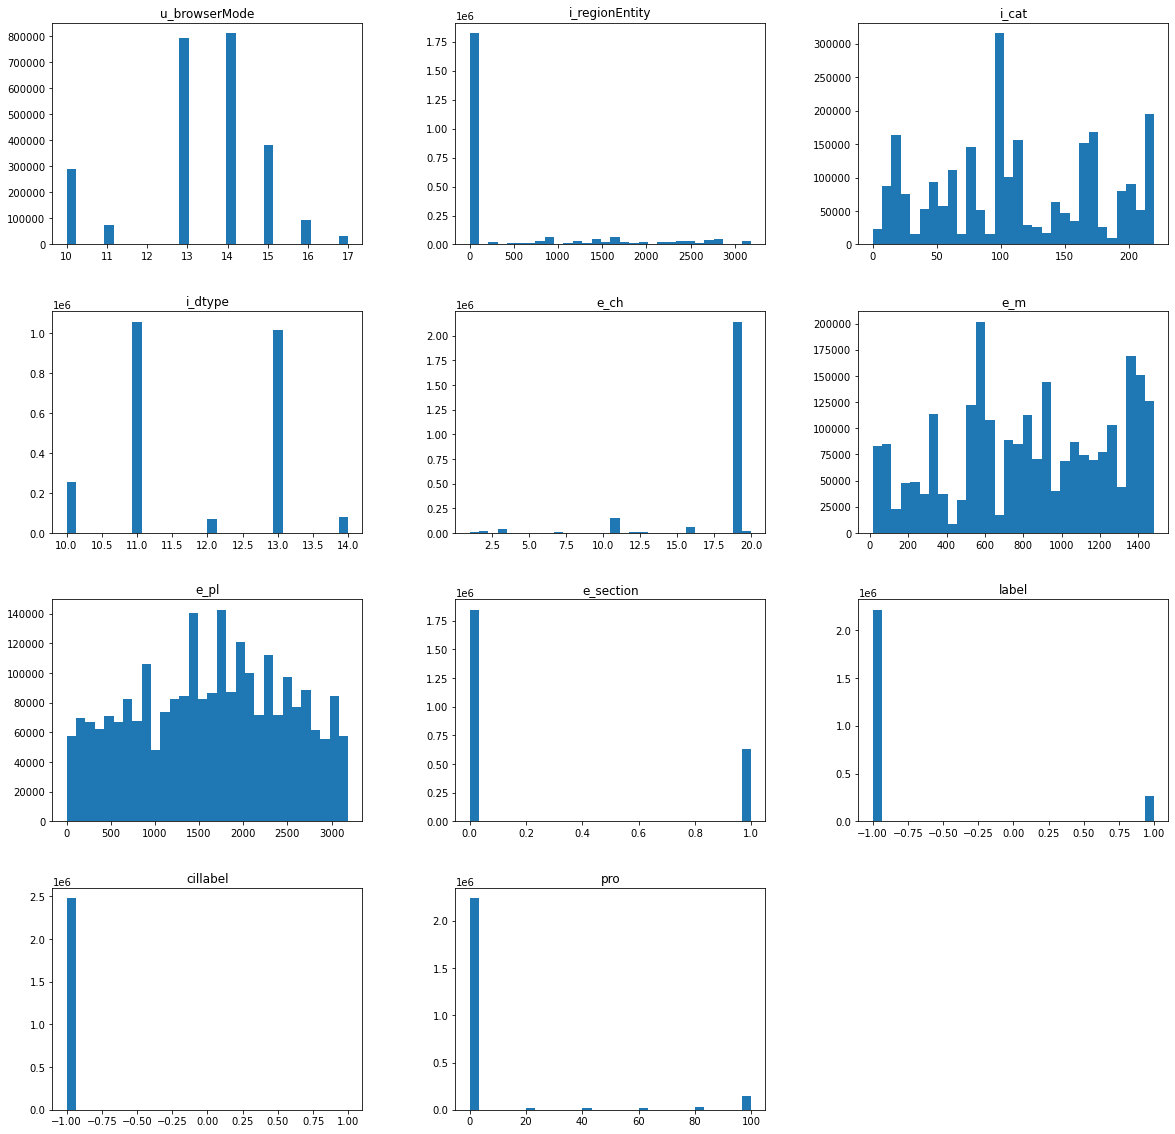 u_browserMode
800000
700000
600000
500000
400000
300000
200000
100000
0
10 11 12 13 14 15 16 17
i_regionEntity
1e6
1.75
1.50
1.25
1.00
0.75
0.50
0.25
0.00
0 500 1000 1500 2000 2500 3000
i_cat
300000
250000
200000
150000
100000
50000
0
0 50 100 150 200
i_dtype
1e6
1.0
0.8
0.6
0.4
0.2
0.0
10.0 10.5 11.0 11.5 12.0 12.5 13.0 13.5 14.0
e_ch
1e6
2.00
1.75
1.50
1.25
1.00
0.75
0.50
0.25
0.00
2.5 5.0 7.5 10.0 12.5 15.0 17.5 20.0
e_m
200000
175000
150000
125000
100000
75000
50000
25000
0
0 200 400 600 800 1000 1200 1400
e_pl
140000
120000
100000
80000
60000
40000
20000
0
0 500 1000 1500 2000 2500 3000
e_section
1e6
1.75
1.50
1.25
1.00
0.75
0.50
0.25
0.00
0.0 0.2 0.4 0.6 0.8 1.0
label
1e6
2.0
1.5
1.0
0.5
0.0
−1.00 −0.75 −0.50 −0.25 0.00 0.25 0.50 0.75 1.00
cillabel
1e6
2.5
2.0
1.5
1.0
0.5
0.0
−1.00 −0.75 −0.50 −0.25 0.00 0.25 0.50 0.75 1.00
pro
1e6
2.0
1.5
1.0
0.5
0.0
0 20 40 60 80 100